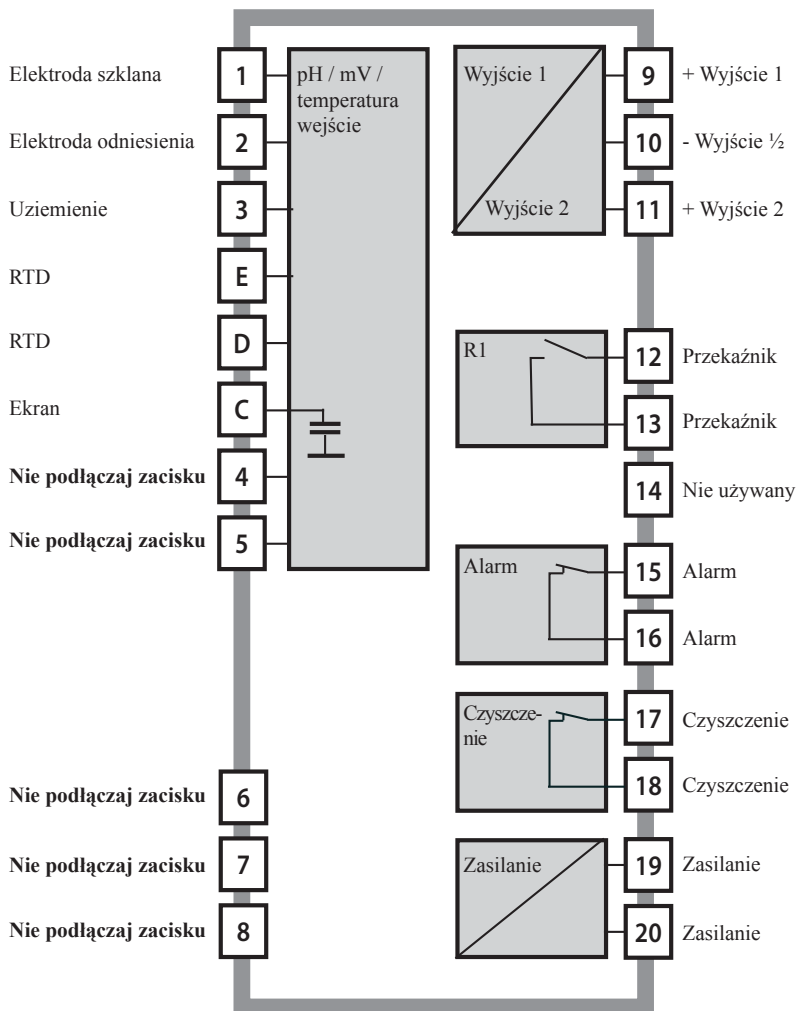 Elektroda szklana
1
pH / mV /
temperatura
wejście
Elektroda odniesienia
2
Uziemienie
3
RTD
E
RTD
D
Ekran
C
Nie podłączaj zacisku
4
Nie podłączaj zacisku
5
Nie podłączaj zacisku
6
Nie podłączaj zacisku
7
Nie podłączaj zacisku
8
Wyjście 1
9
+ Wyjście 1
10
- Wyjście ½
Wyjście 2
11
+ Wyjście 2
R1
12
Przekaźnik
13
Przekaźnik
14
Nie używany
Alarm
15
Alarm
16
Alarm
Czyszcze-
nie
17
Czyszczenie
18
Czyszczenie
Zasilanie
19
Zasilanie
20
Zasilanie